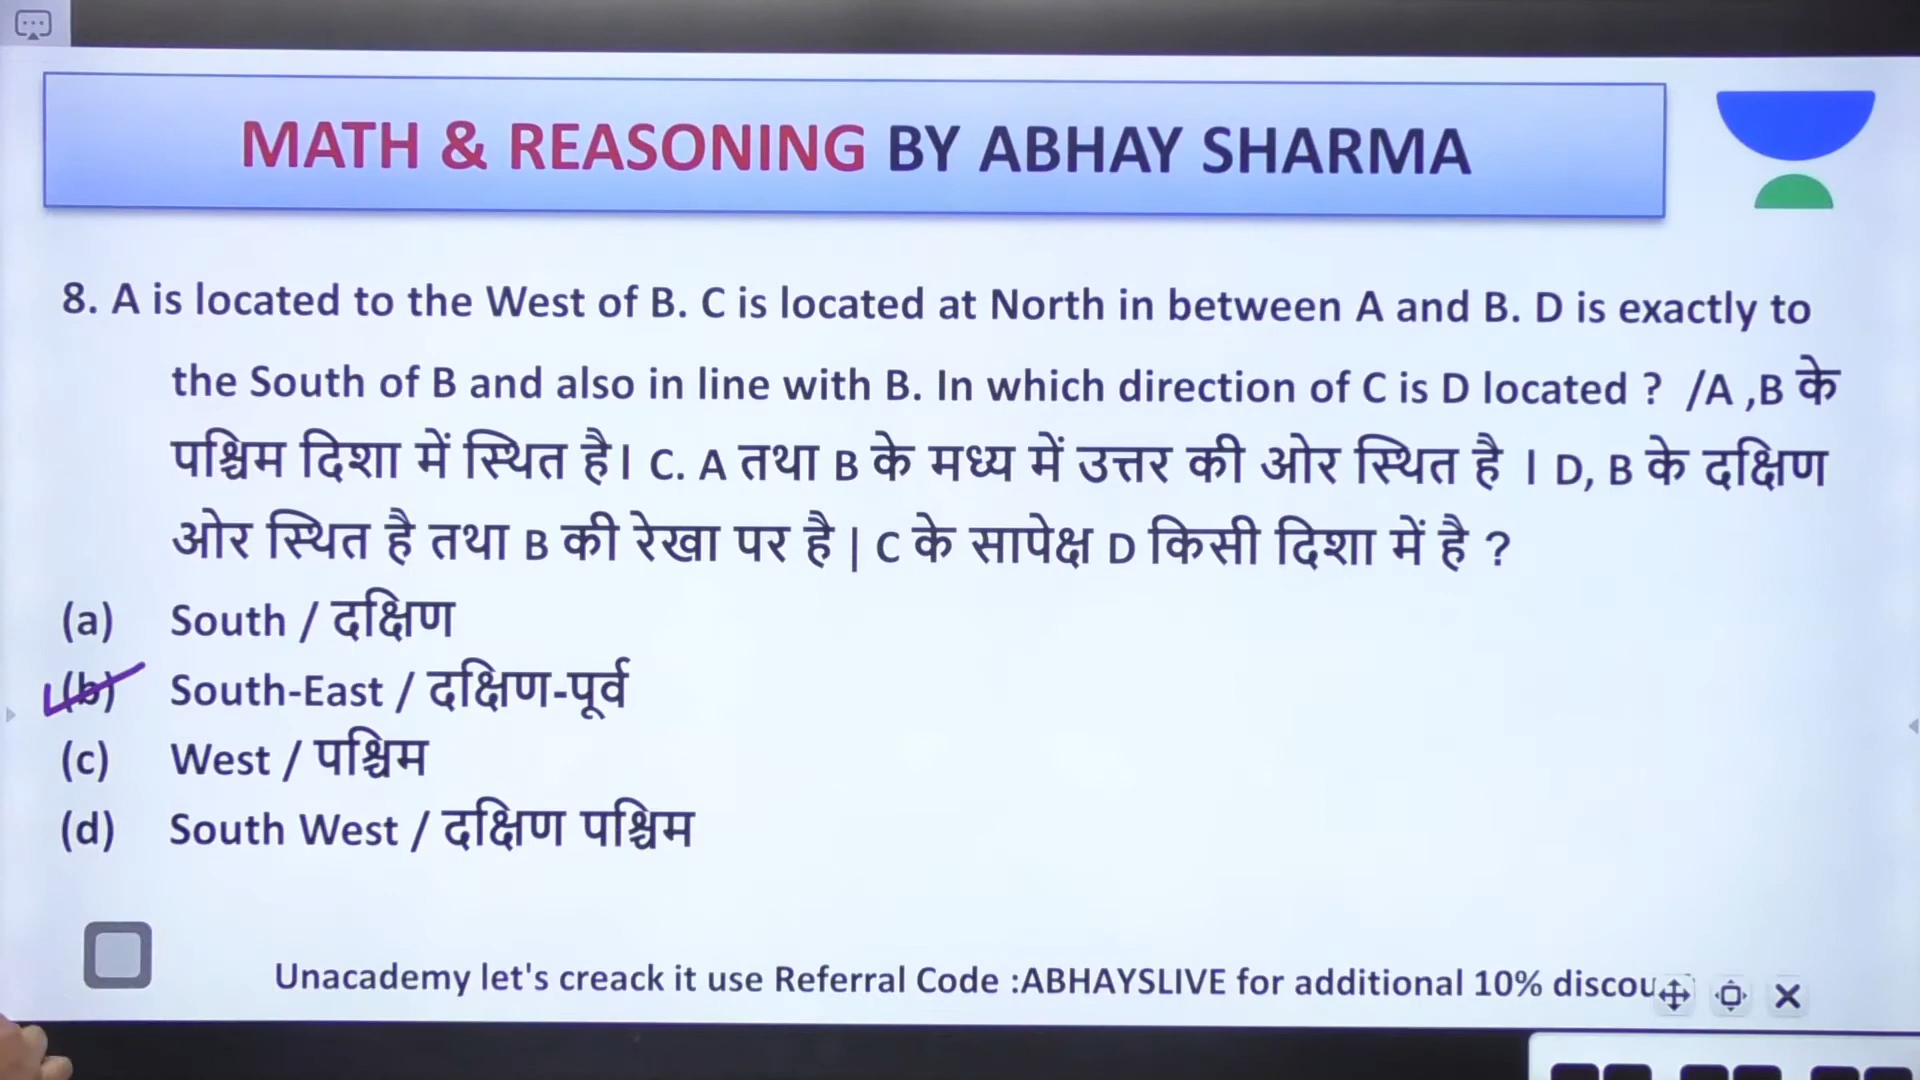 MATH & REASONING BY ABHAY SHARMA
8. A is located to the West of B. C is located at North in between A and B. D is exactly to
the South of B and also in line with B. In which direction of C is D located ? /A ,B के
पश्चिम दिशा में स्थित है। C. A तथा B के मध्य में उत्तर की ओर स्थित है । D, B के दक्षिण
ओर स्थित है तथा B की रेखा पर है | C के सापेक्ष D किसी दिशा में है ?
(a) South / दक्षिण
(b) South-East / दक्षिण-पूर्व
(c) West / पश्चिम
(d) South West / दक्षिण पश्चिम
Unacademy let's creack it use Referral Code :ABHAYSLIVE for additional 10%